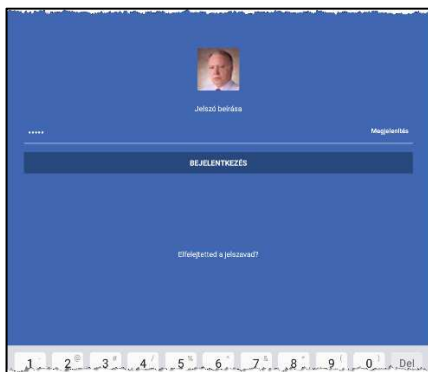 Jelszó beírása
••••• Megjelenítés
BEJELENTKEZÉS
Elfelejtetted a jelszavad?
1 2 @ 3 # 4 / 5 % 6 ^ 7 & 8 * 9 ( 0 ) Del